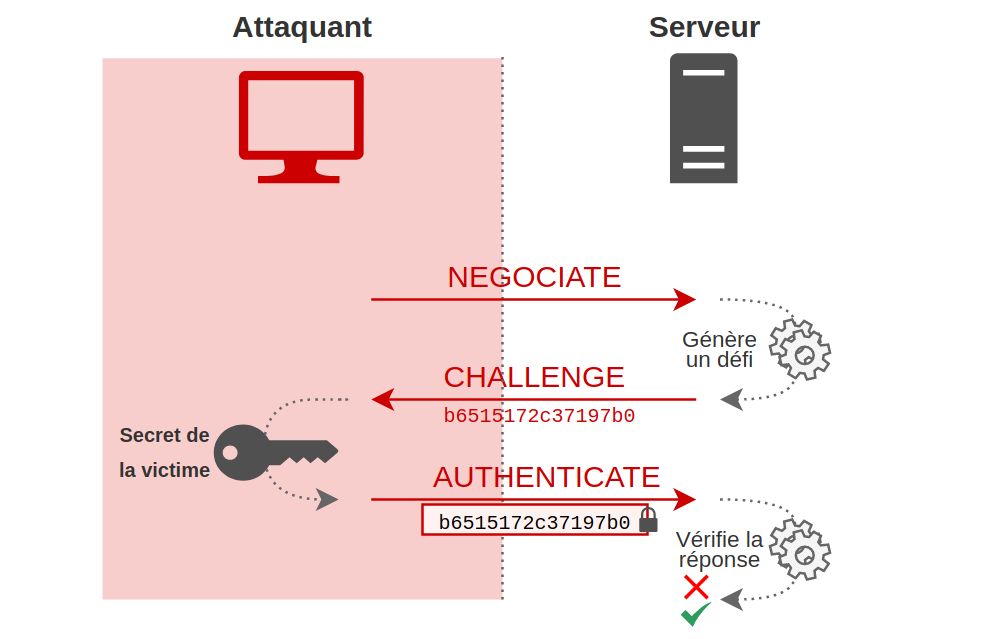 Attaquant
Serveur
NEGOCIATE
Génère
un défi
CHALLENGE
b6515172c37197b0
Secret de
la victime
AUTHENTICATE
b6515172c37197b0
Vérifie la
réponse